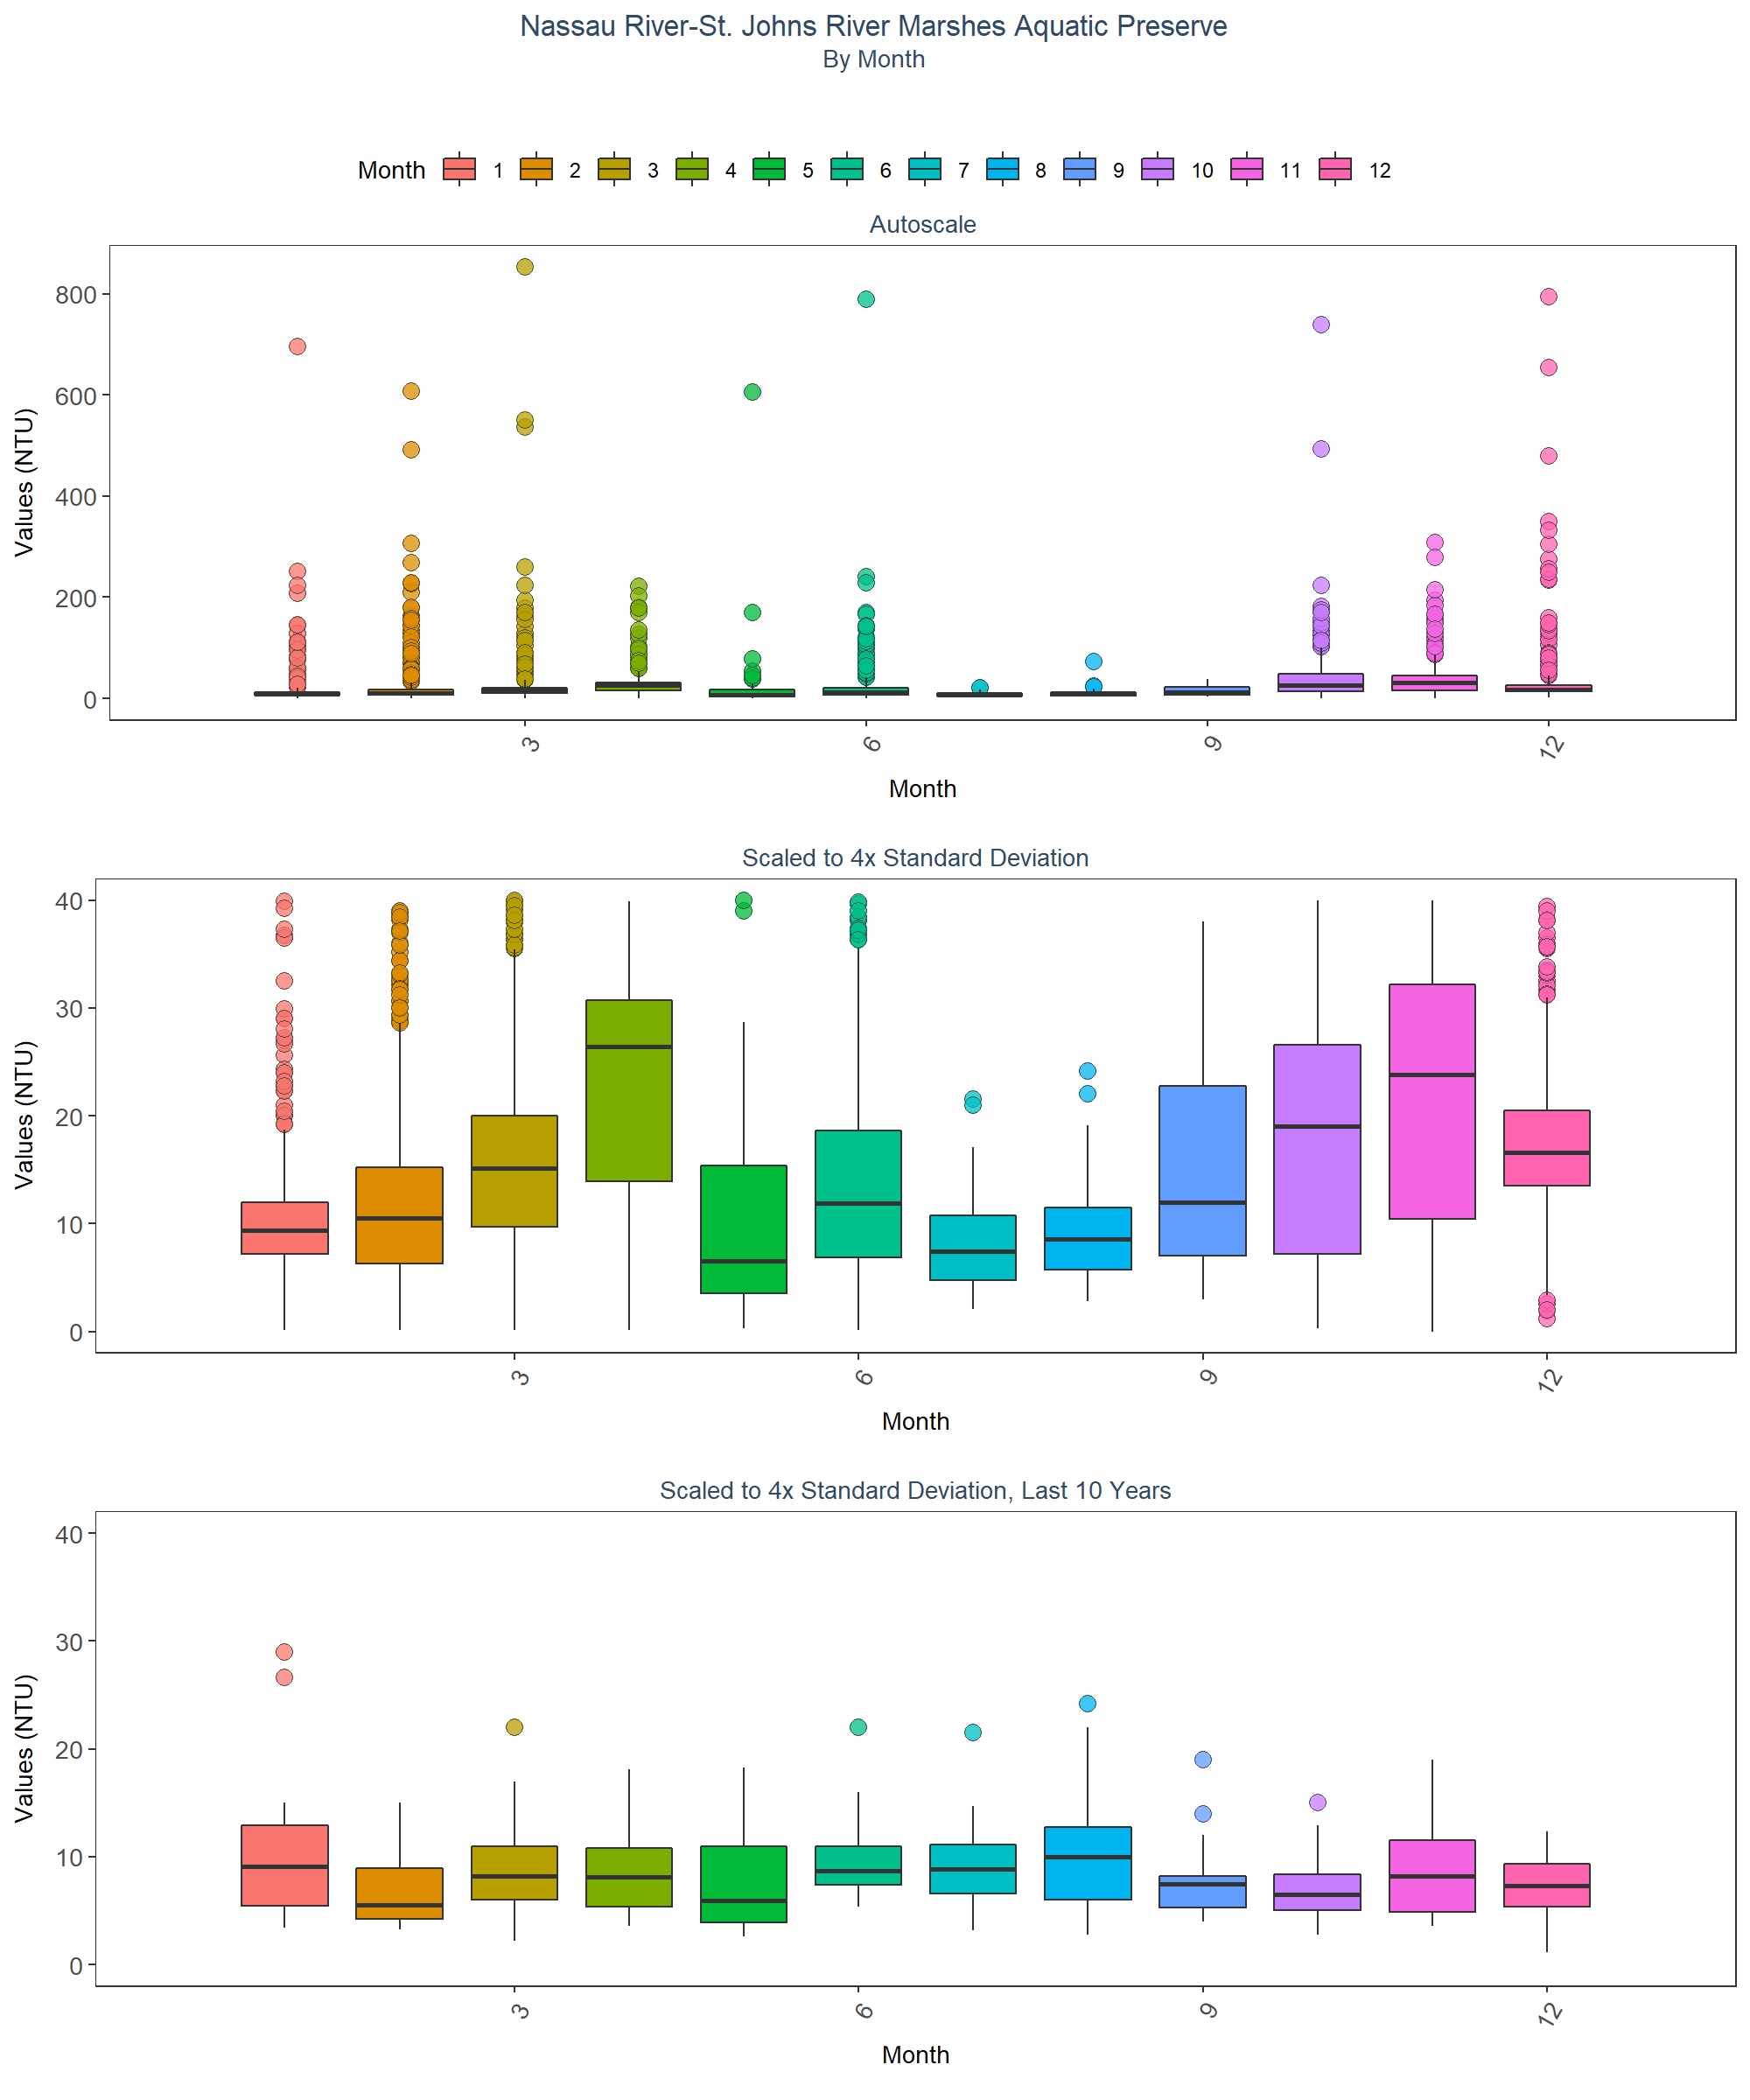 Nassau River-St. Johns River Marshes Aquatic Preserve
By Month
Month 1 2 3 4 5 6 7 8 9 10 11 12
Autoscale
800
600
400
200
0
Values (NTU)
3 6 9 12
Month
Scaled to 4x Standard Deviation
40
30
20
10
0
Values (NTU)
3 6 9 12
Month
Scaled to 4x Standard Deviation, Last 10 Years
40
30
20
10
0
Values (NTU)
3 6 9 12
Month